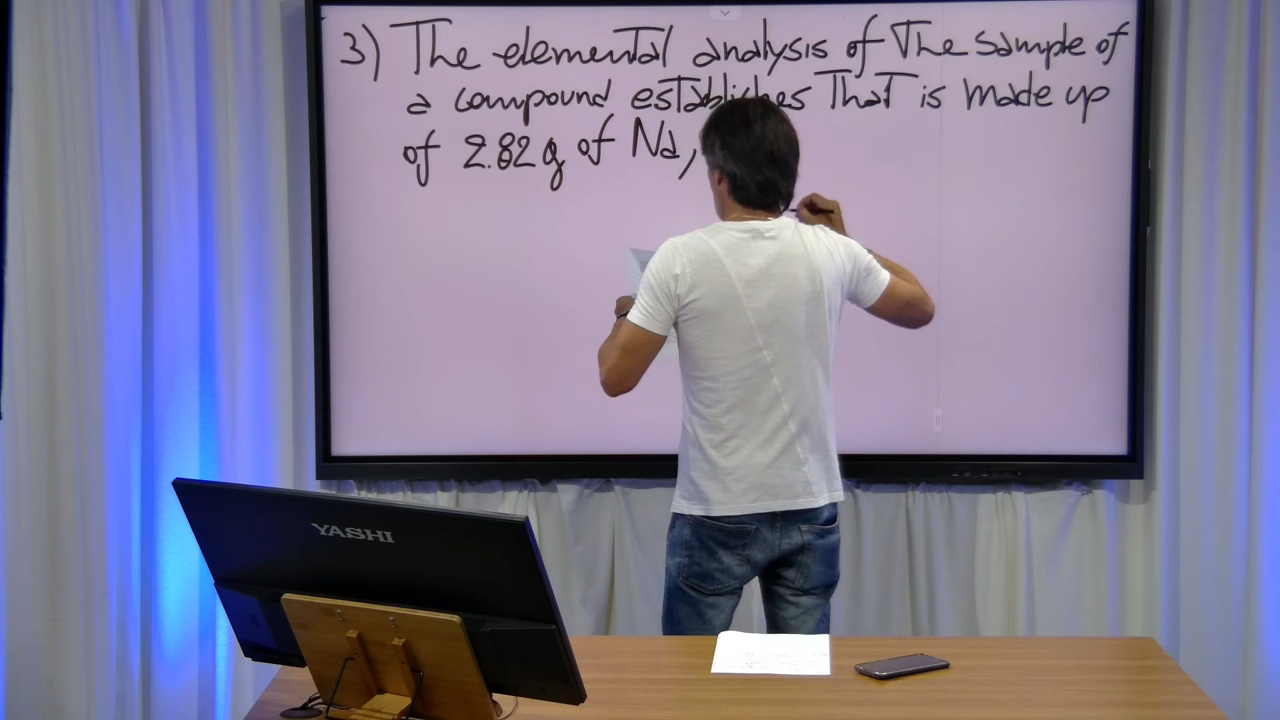 3) The elemental analysis of The sample of
a compound establishes That is made up
of 2.82 g of Na,
YASHI